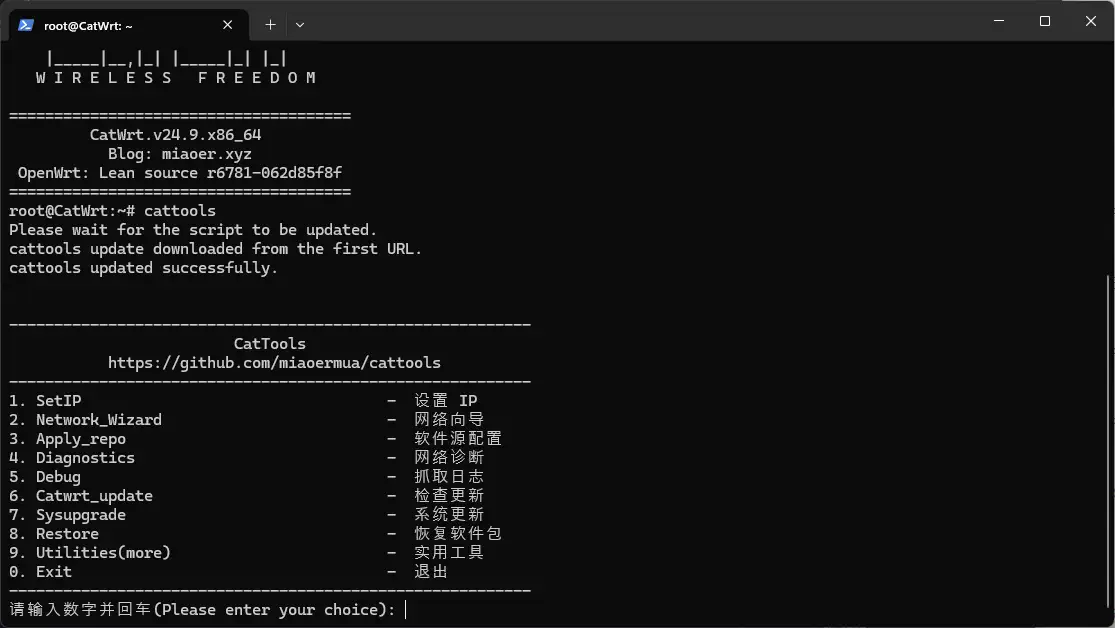 root@CatWrt: ~
|_____|__,|_| |_____|_| |_|
W I R E L E S S   F R E E D O M
======================================
CatWrt.v24.9.x86_64
Blog: miaoer.xyz
OpenWrt: Lean source r6781-062d85f8f
======================================
root@CatWrt:~# cattools
Please wait for the script to be updated.
cattools update downloaded from the first URL.
cattools updated successfully.
----------------------------------------------------------
CatTools
https://github.com/miaoermua/cattools
----------------------------------------------------------
1. SetIP - 设置 IP
2. Network_Wizard - 网络向导
3. Apply_repo - 软件源配置
4. Diagnostics - 网络诊断
5. Debug - 抓取日志
6. Catwrt_update - 检查更新
7. Sysupgrade - 系统更新
8. Restore - 恢复软件包
9. Utilities(more) - 实用工具
0. Exit - 退出
----------------------------------------------------------
请输入数字并回车(Please enter your choice):